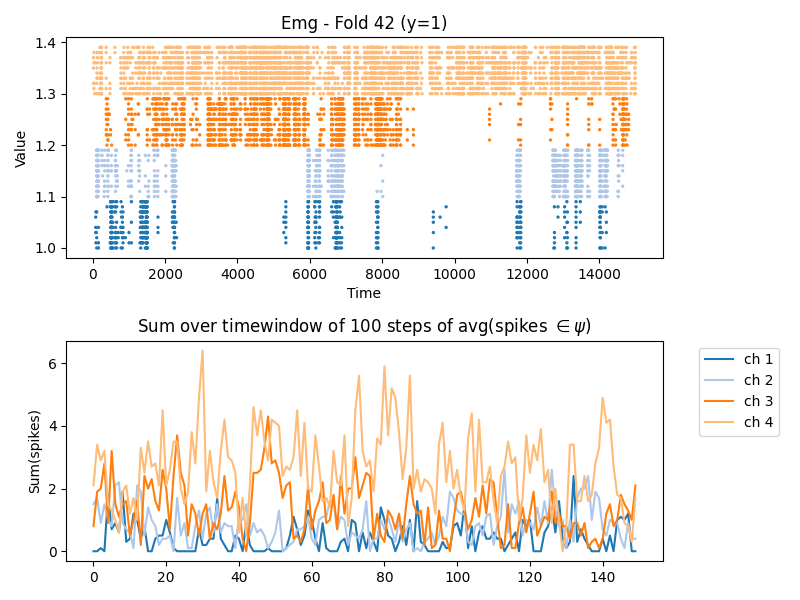 Emg - Fold 42 (y=1)
Value
1.4
1.3
1.2
1.1
1.0
0 2000 4000 6000 8000 10000 12000 14000
Time
Sum over timewindow of 100 steps of avg(spikes ∈ ψ)
Sum(spikes)
6
4
2
0
0 20 40 60 80 100 120 140
ch 1
ch 2
ch 3
ch 4